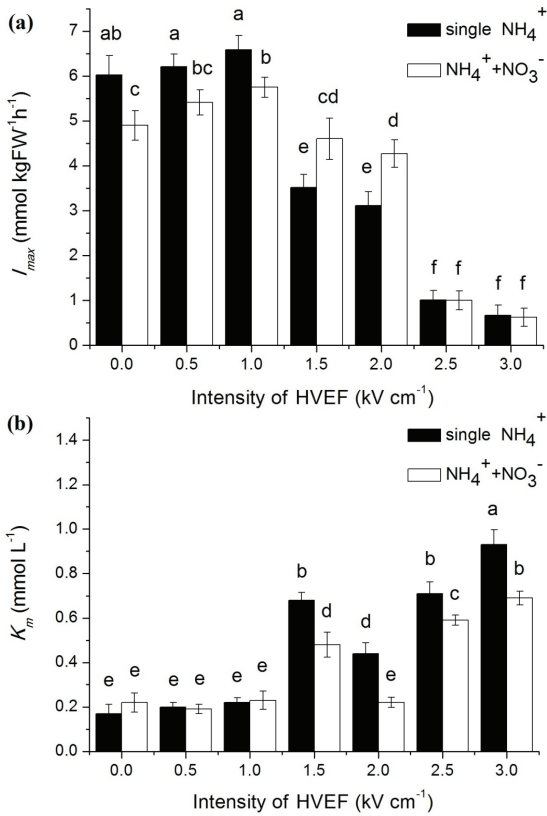 (a)
7
6
5
4
3
2
1
0
I max (mmol kgFW⁻¹h⁻¹)
single NH₄⁺
NH₄⁺+NO₃⁻
ab c a bc a b e cd e d f f f f
0.0 0.5 1.0 1.5 2.0 2.5 3.0
Intensity of HVEF (kV cm⁻¹)
(b)
1.4
1.2
1.0
0.8
0.6
0.4
0.2
0.0
K m (mmol L⁻¹)
single NH₄⁺
NH₄⁺+NO₃⁻
e e e e e e b d d e b c a b
0.0 0.5 1.0 1.5 2.0 2.5 3.0
Intensity of HVEF (kV cm⁻¹)